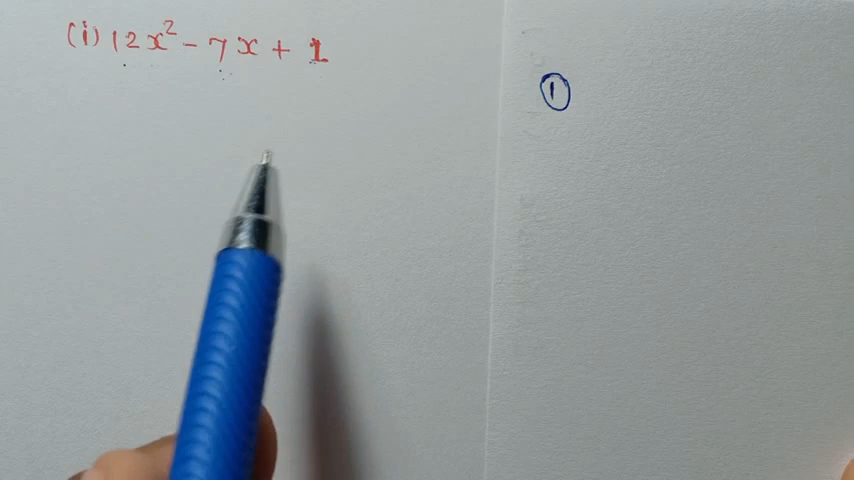 (i) 12x² - 7x + 1
①